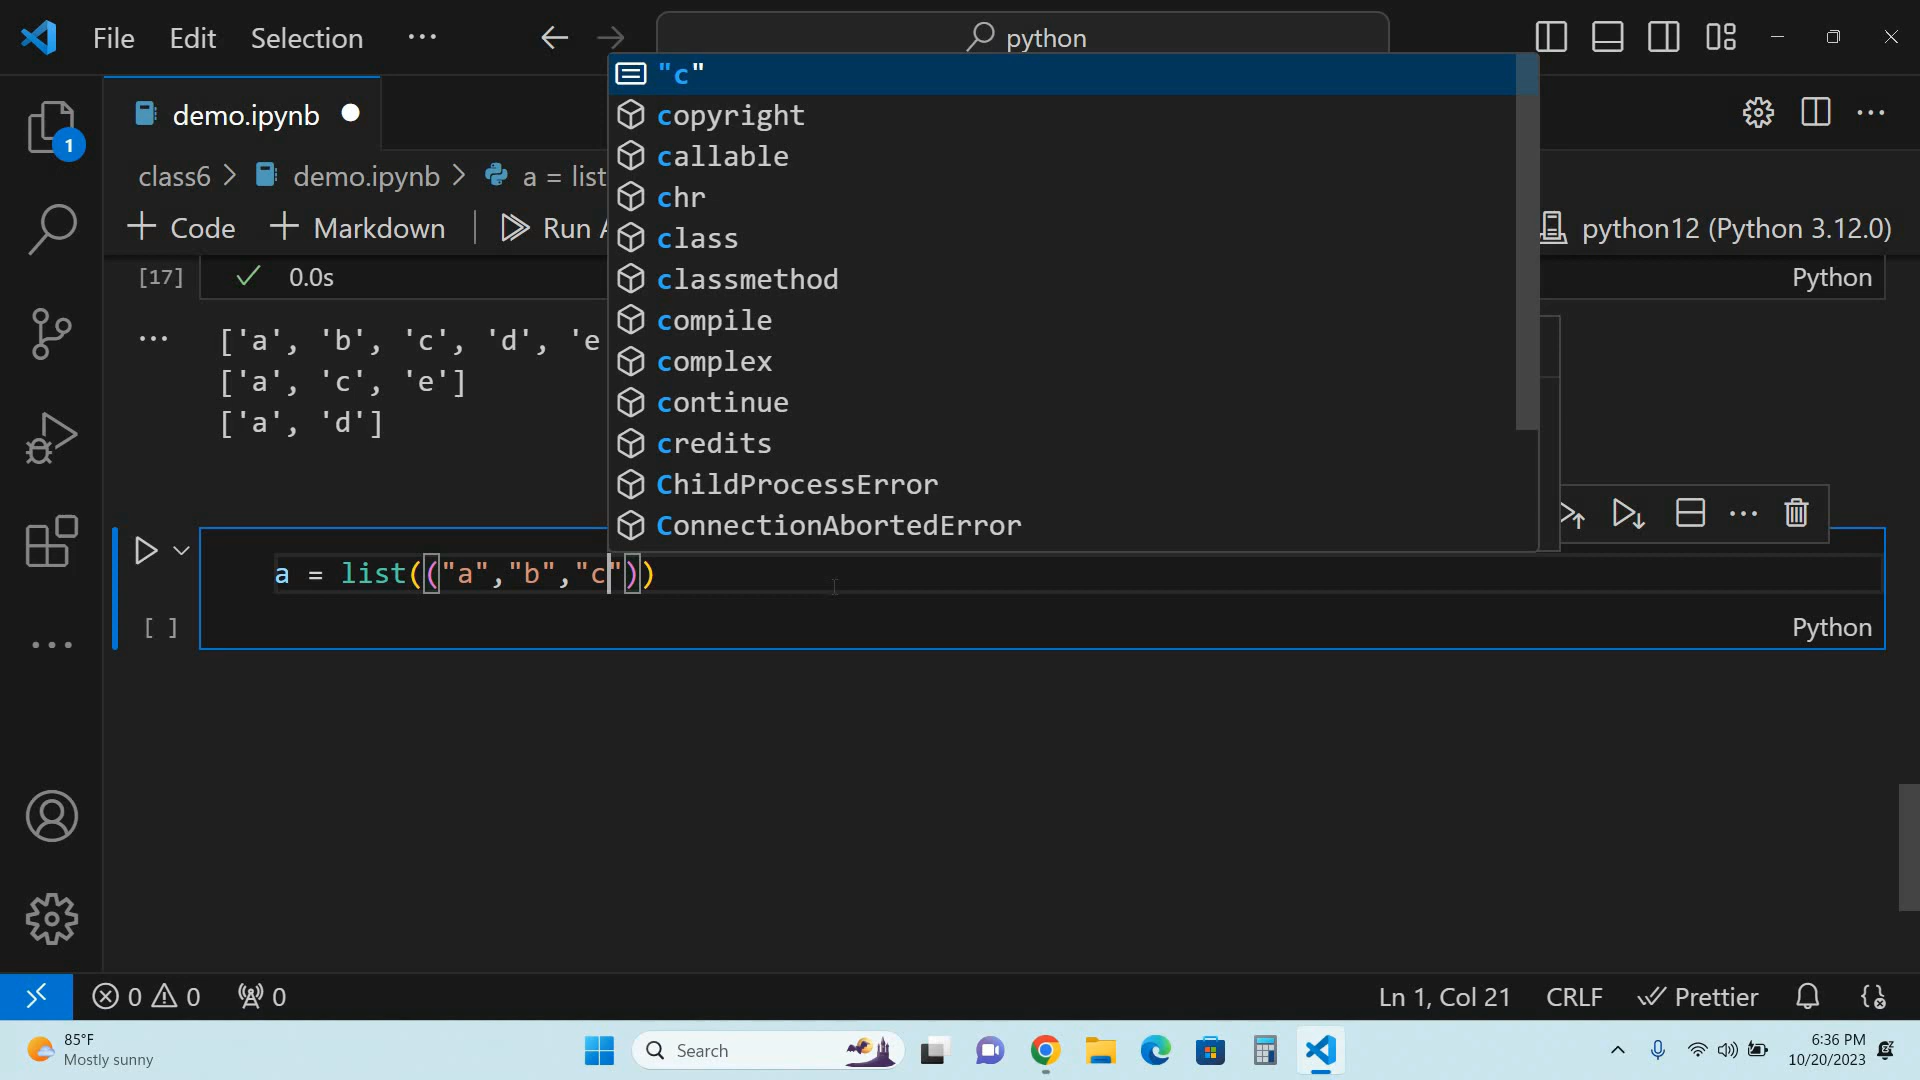 File Edit Selection ···
python
demo.ipynb
1
class6 > demo.ipynb > a = list
+ Code + Markdown Run A
python12 (Python 3.12.0)
"c"
copyright
callable
chr
class
classmethod
compile
complex
continue
credits
ChildProcessError
ConnectionAbortedError
[17] 0.0s
Python
['a', 'b', 'c', 'd', 'e
['a', 'c', 'e']
['a', 'd']
a = list(("a","b","c"))
[ ]
Python
0 0 0
Ln 1, Col 21 CRLF Prettier
85°F
Mostly sunny
Search
6:36 PM
10/20/2023